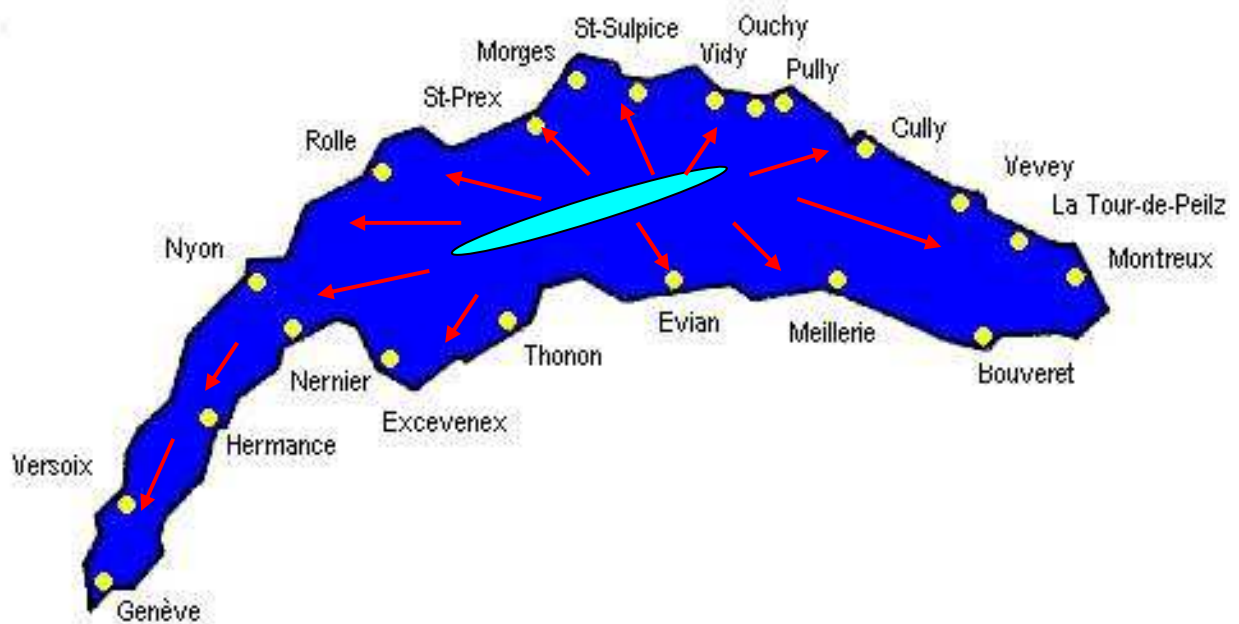 Ouchy
St-Sulpice
Morges
Vidy
Pully
St-Prex
Cully
Rolle
Vevey
La Tour-de-Peilz
Nyon
Montreux
Evian
Meillerie
Thonon
Nernier
Bouveret
Excevenex
Hermance
Versoix
Genève